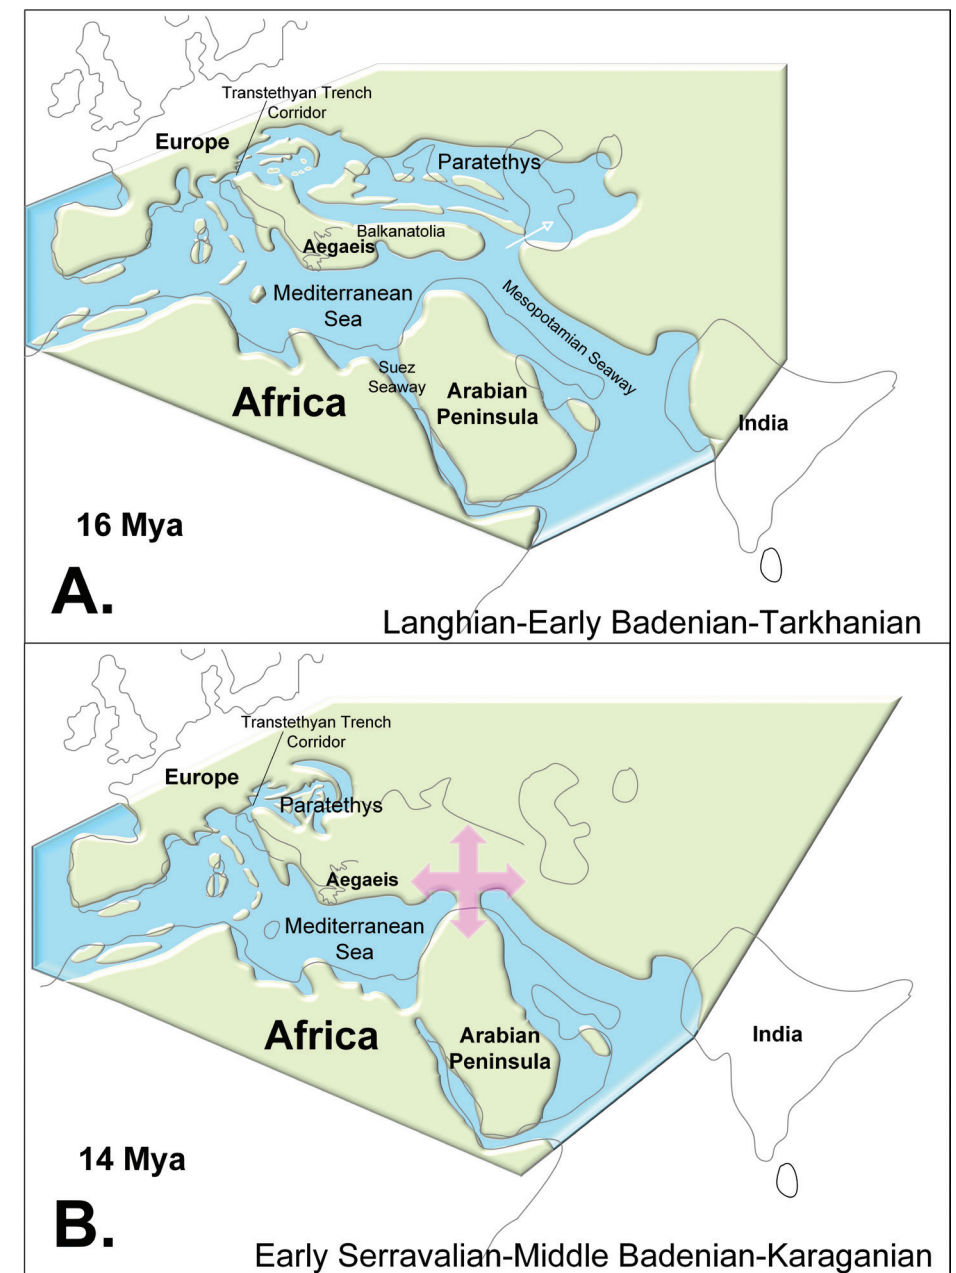 Transtethyan Trench
Corridor
Europe
Paratethys
Balkanatolia
Aegaeis
Mediterranean
Sea
Mesopotamian Seaway
Suez
Seaway
Africa
Arabian
Peninsula
India
16 Mya
A.
Langhian-Early Badenian-Tarkhanian
Transtethyan Trench
Corridor
Europe
Paratethys
Aegaeis
Mediterranean
Sea
Africa
Arabian
Peninsula
India
14 Mya
B.
Early Serravalian-Middle Badenian-Karaganian